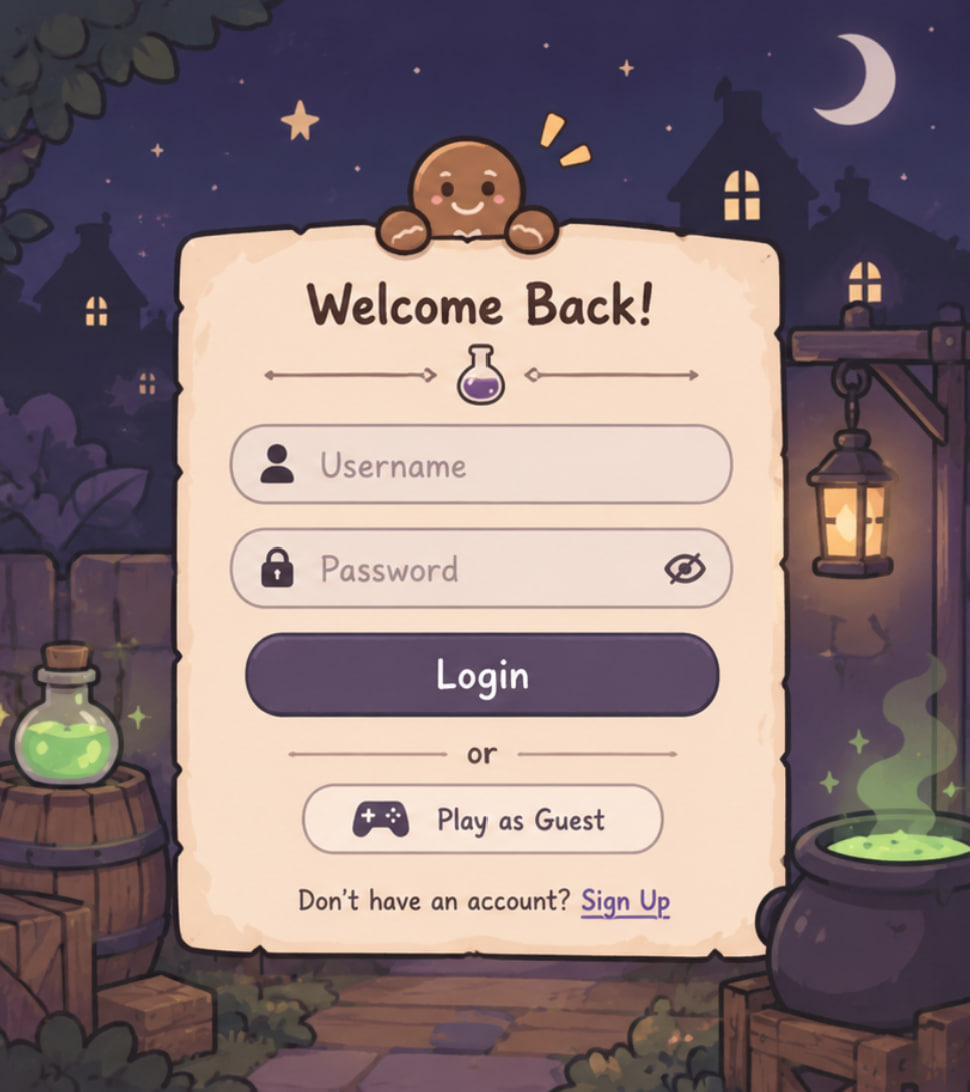 Welcome Back!
Username
Password
Login
or
Play as Guest
Don't have an account? Sign Up